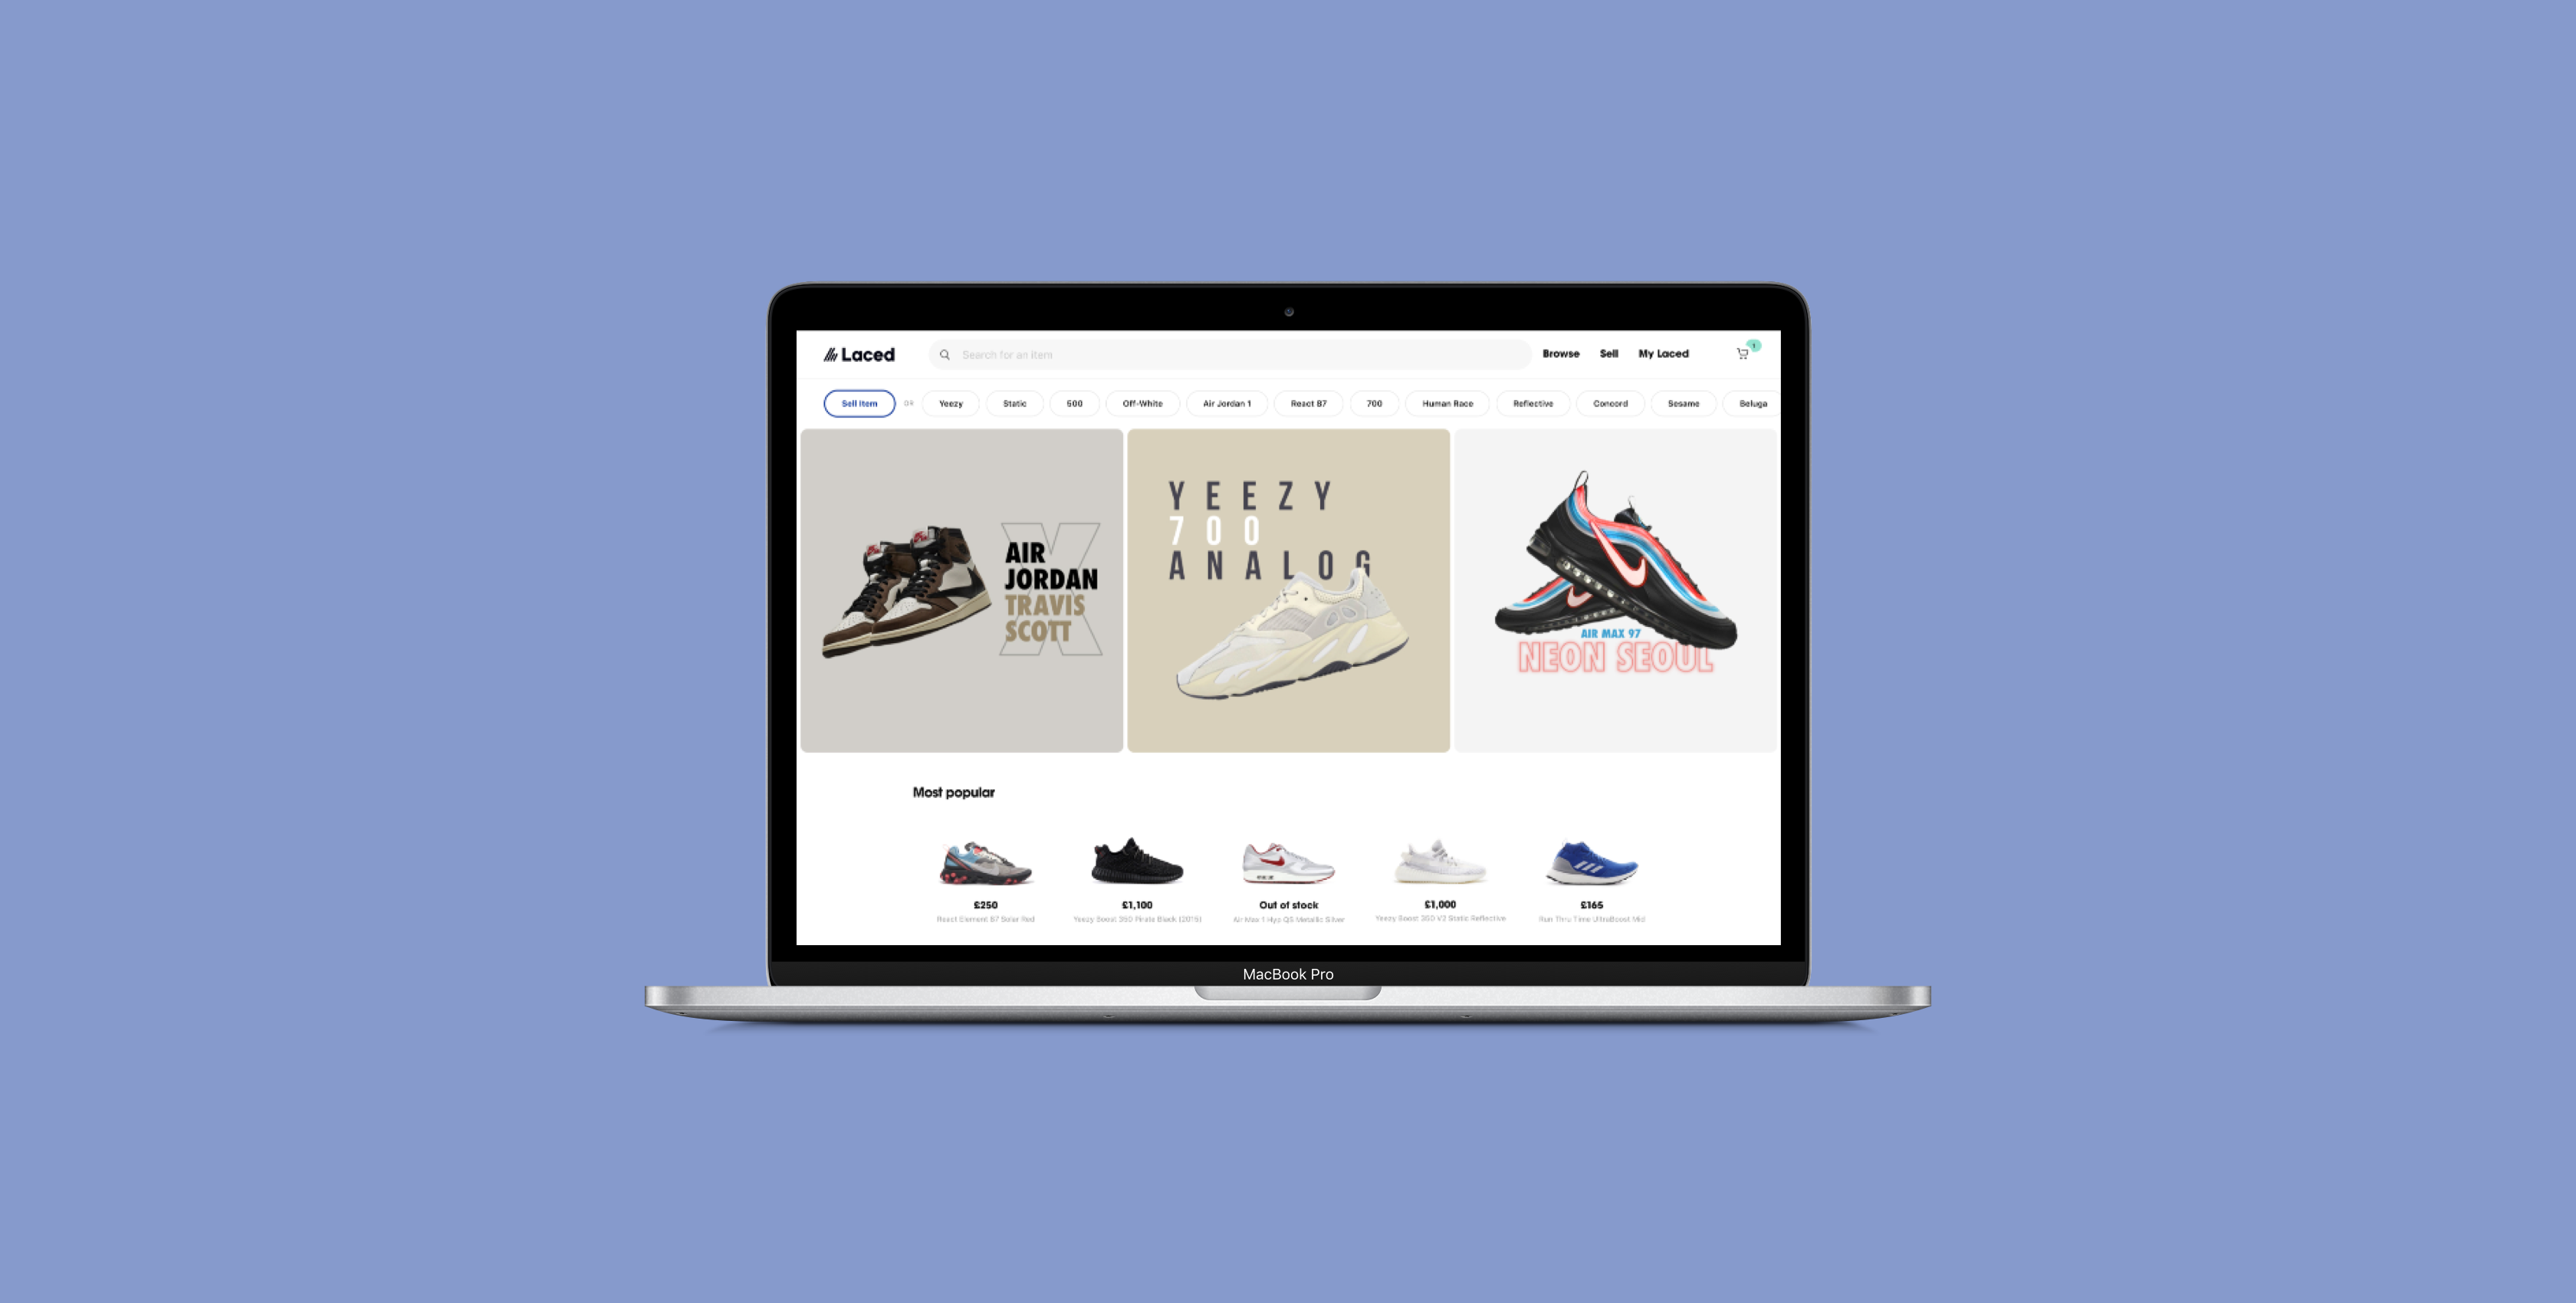 Laced
Search for an item
Browse
Sell
My Laced
1
Sell Item
OR
Yeezy
Static
500
Off-White
Air Jordan 1
React 87
700
Human Race
Reflective
Concord
Sesame
Beluga
AIR
JORDAN
TRAVIS
SCOTT
X
YEEZY
700
ANALOG
AIR MAX 97
NEON SEOUL
Most popular
£250
React Element 87 Solar Red
£1,100
Yeezy Boost 350 Pirate Black (2015)
Out of stock
Air Max 1 Hyp QS Metallic Silver
£1,000
Yeezy Boost 350 V2 Static Reflective
£165
Run Thru Time UltraBoost Mid
MacBook Pro